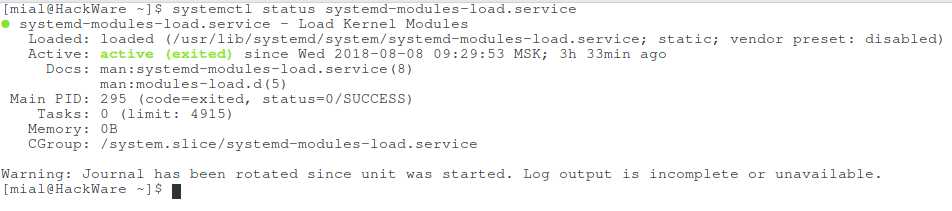 [mial@HackWare ~]$ systemctl status systemd-modules-load.service
● systemd-modules-load.service - Load Kernel Modules
   Loaded: loaded (/usr/lib/systemd/system/systemd-modules-load.service; static; vendor preset: disabled)
   Active: active (exited) since Wed 2018-08-08 09:29:53 MSK; 3h 33min ago
     Docs: man:systemd-modules-load.service(8)
           man:modules-load.d(5)
 Main PID: 295 (code=exited, status=0/SUCCESS)
    Tasks: 0 (limit: 4915)
   Memory: 0B
   CGroup: /system.slice/systemd-modules-load.service

Warning: Journal has been rotated since unit was started. Log output is incomplete or unavailable.
[mial@HackWare ~]$